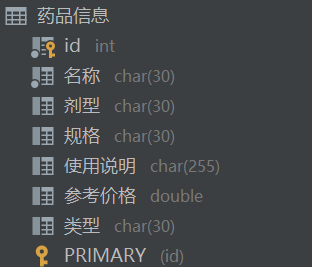 药品信息
id int
名称 char(30)
剂型 char(30)
规格 char(30)
使用说明 char(255)
参考价格 double
类型 char(30)
PRIMARY (id)